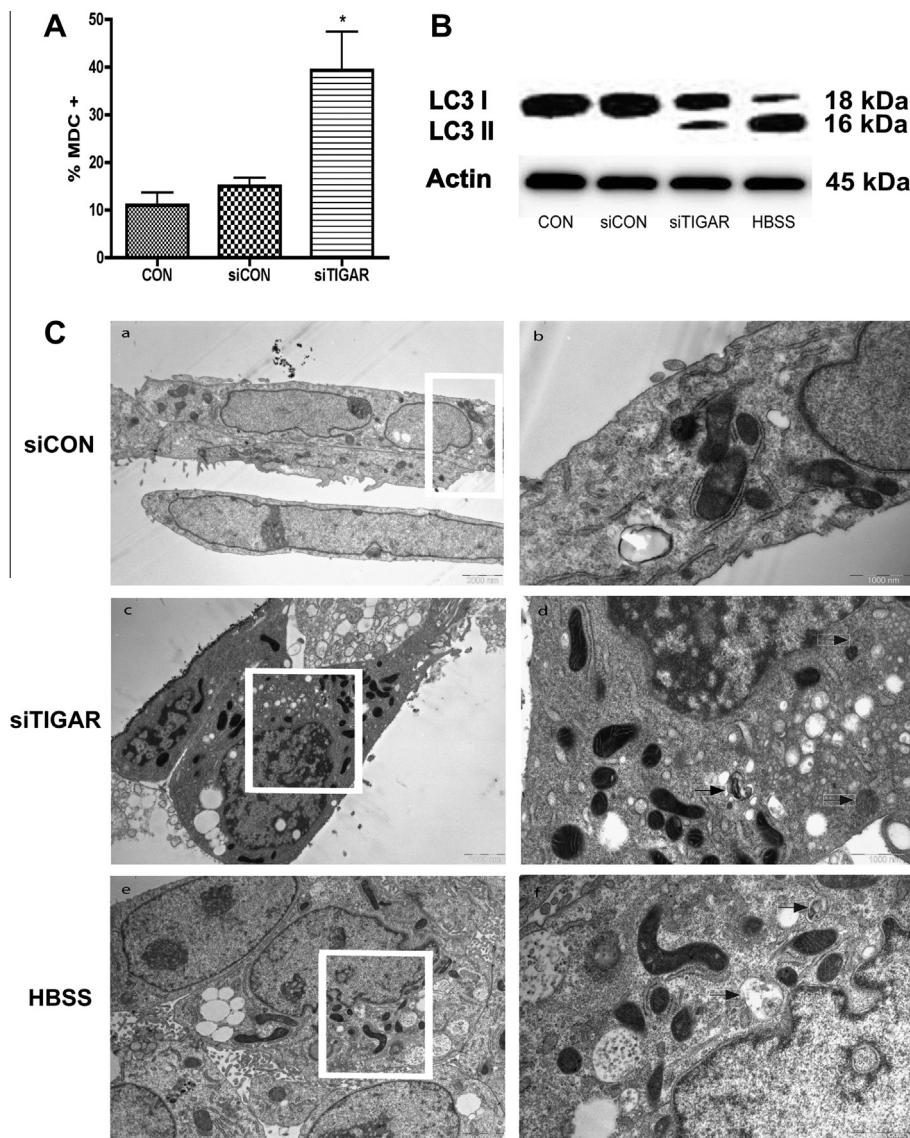 A
50
40
30
20
10
0
% MDC +
*
CON siCON siTIGAR
B
LC3 I 18 kDa
LC3 II 16 kDa
Actin 45 kDa
CON siCON siTIGAR HBSS
C
siCON
a
b
1000 nm
siTIGAR
c
d
1000 nm
HBSS
e
f